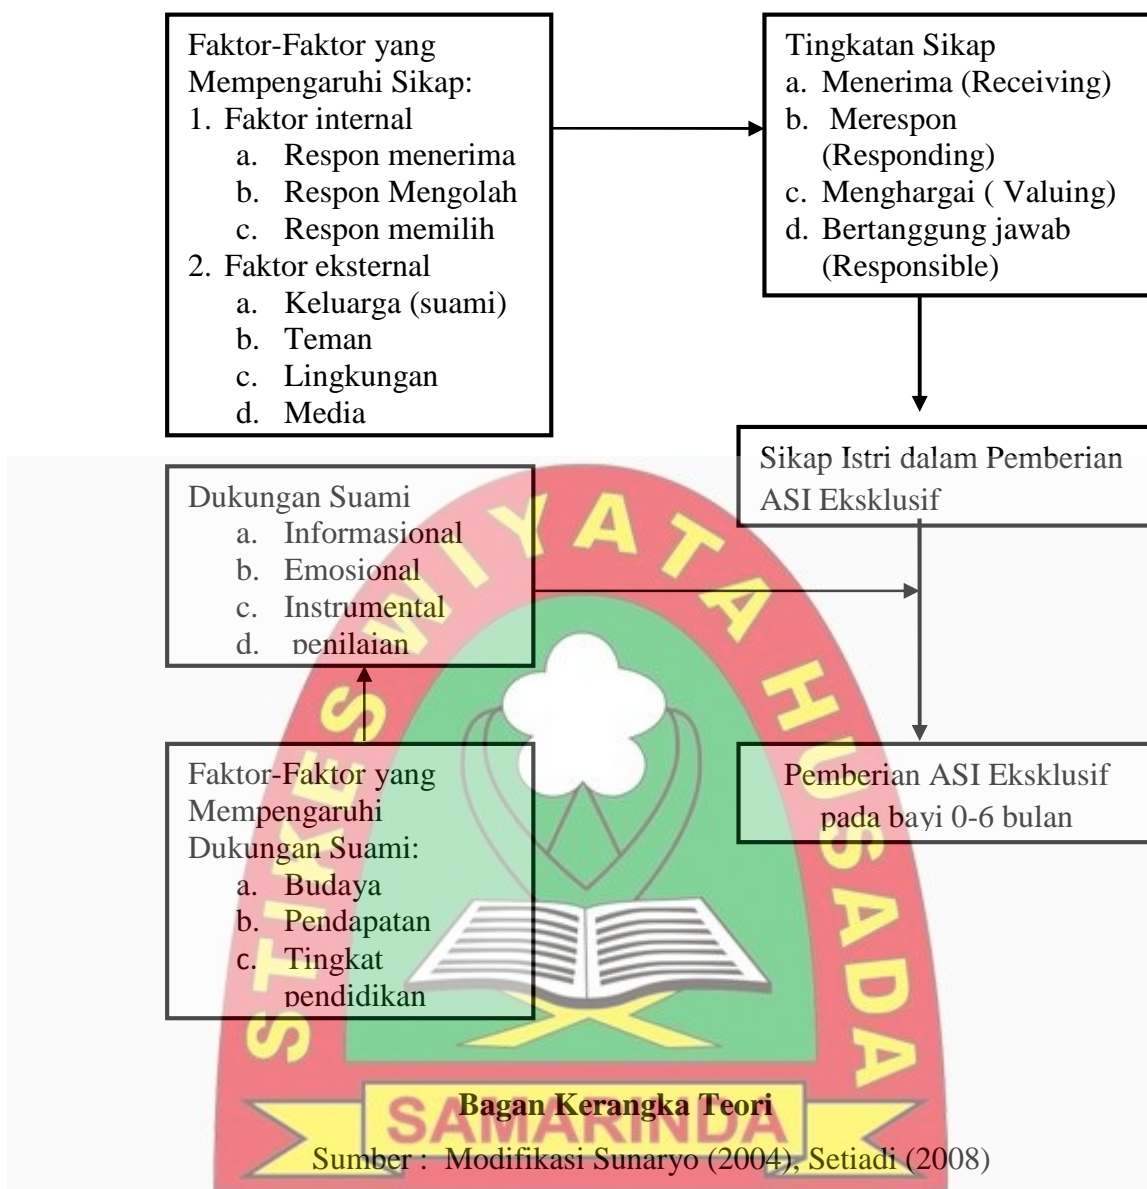 Faktor-Faktor yang
Mempengaruhi Sikap:
1. Faktor internal
a. Respon menerima
b. Respon Mengolah
c. Respon memilih
2. Faktor eksternal
a. Keluarga (suami)
b. Teman
c. Lingkungan
d. Media
Tingkatan Sikap
a. Menerima (Receiving)
b. Merespon
(Responding)
c. Menghargai ( Valuing)
d. Bertanggung jawab
(Responsible)
Sikap Istri dalam Pemberian
ASI Eksklusif
Dukungan Suami
a. Informasional
b. Emosional
c. Instrumental
d. penilaian
Faktor-Faktor yang
Mempengaruhi
Dukungan Suami:
a. Budaya
b. Pendapatan
c. Tingkat
pendidikan
Pemberian ASI Eksklusif
pada bayi 0-6 bulan
STIKES WIYATA HUSADA
SAMARINDA
Bagan Kerangka Teori
Sumber : Modifikasi Sunaryo (2004), Setiadi (2008)